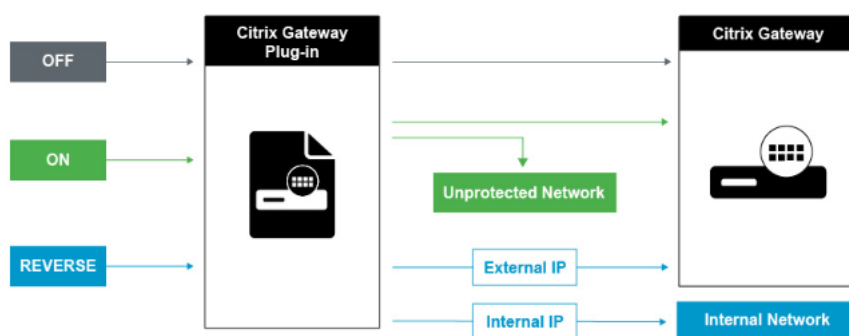 OFF
ON
REVERSE
Citrix Gateway
Plug-in
Unprotected Network
External IP
Internal IP
Citrix Gateway
Internal Network